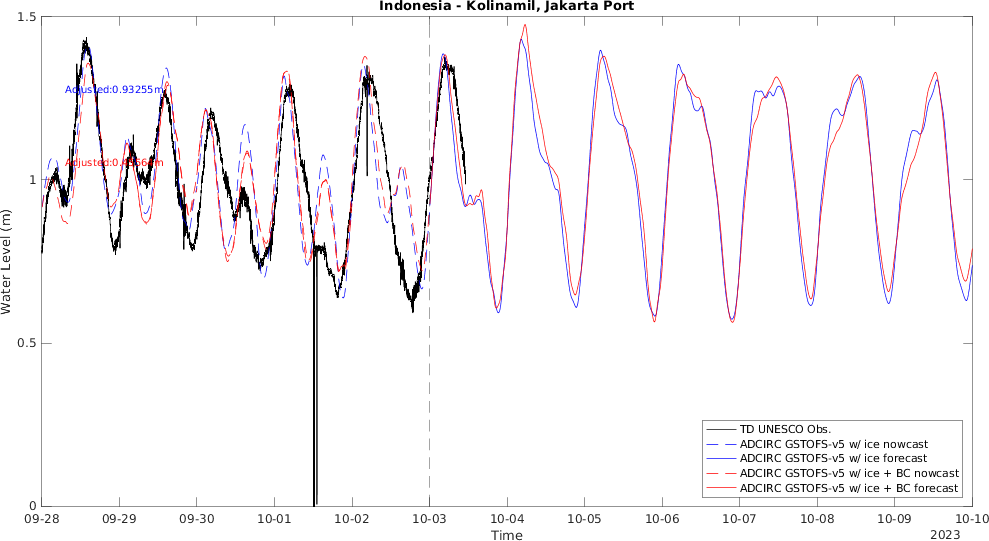 Indonesia - Kolinamil, Jakarta Port
1.5
1
0.5
0
Water Level (m)
Adjusted:0.93255m
09-28
09-29
09-30
10-01
10-02
10-03
10-04
10-05
10-06
10-07
10-08
10-09
10-10
Time
2023
TD UNESCO Obs.
ADCIRC GSTOFS-v5 w/ ice nowcast
ADCIRC GSTOFS-v5 w/ ice forecast
ADCIRC GSTOFS-v5 w/ ice + BC nowcast
ADCIRC GSTOFS-v5 w/ ice + BC forecast